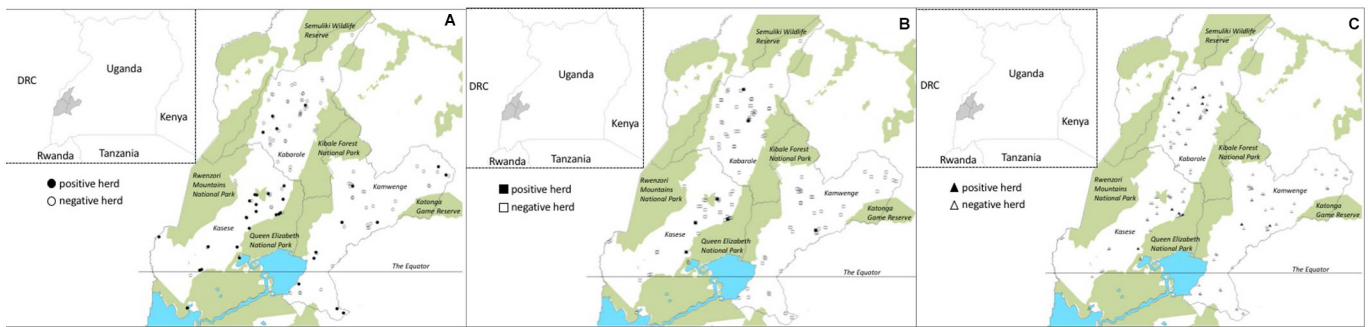 A
Semuliki Wildlife
Reserve
DRC
Uganda
Kenya
Rwanda
Tanzania
positive herd
negative herd
Kibale Forest
National Park
Kabarole
Rwenzori
Mountains
National Park
Kamwenge
Katonga
Game Reserve
Kasese
Queen Elizabeth
National Park
The Equator
B
Semuliki Wildlife
Reserve
DRC
Uganda
Kenya
Rwanda
Tanzania
positive herd
negative herd
Kibale Forest
National Park
Kabarole
Rwenzori
Mountains
National Park
Kamwenge
Katonga
Game Reserve
Kasese
Queen Elizabeth
National Park
The Equator
C
Semuliki Wildlife
Reserve
DRC
Uganda
Kenya
Rwanda
Tanzania
positive herd
negative herd
Kibale Forest
National Park
Kabarole
Rwenzori
Mountains
National Park
Kamwenge
Katonga
Game Reserve
Kasese
Queen Elizabeth
National Park
The Equator